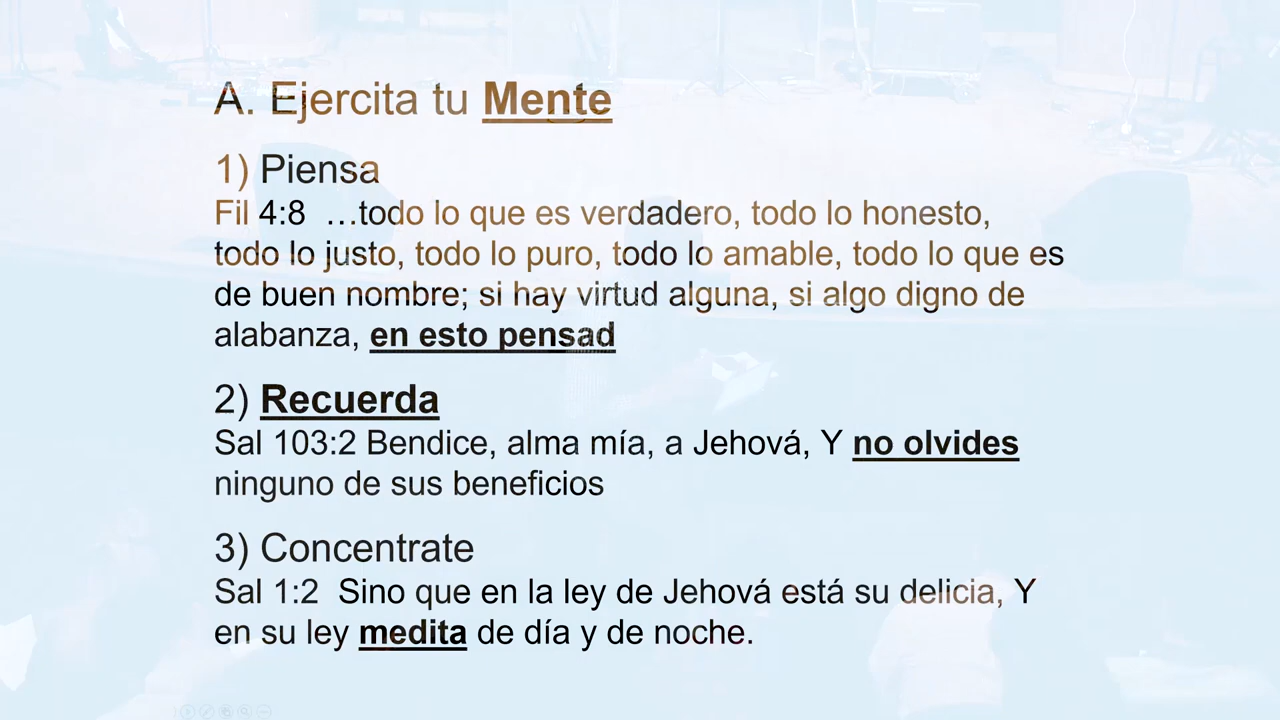 A. Ejercita tu Mente
1) Piensa
Fil 4:8  …todo lo que es verdadero, todo lo honesto,
todo lo justo, todo lo puro, todo lo amable, todo lo que es
de buen nombre; si hay virtud alguna, si algo digno de
alabanza, en esto pensad
2) Recuerda
Sal 103:2 Bendice, alma mía, a Jehová, Y no olvides
ninguno de sus beneficios
3) Concentrate
Sal 1:2  Sino que en la ley de Jehová está su delicia, Y
en su ley medita de día y de noche.